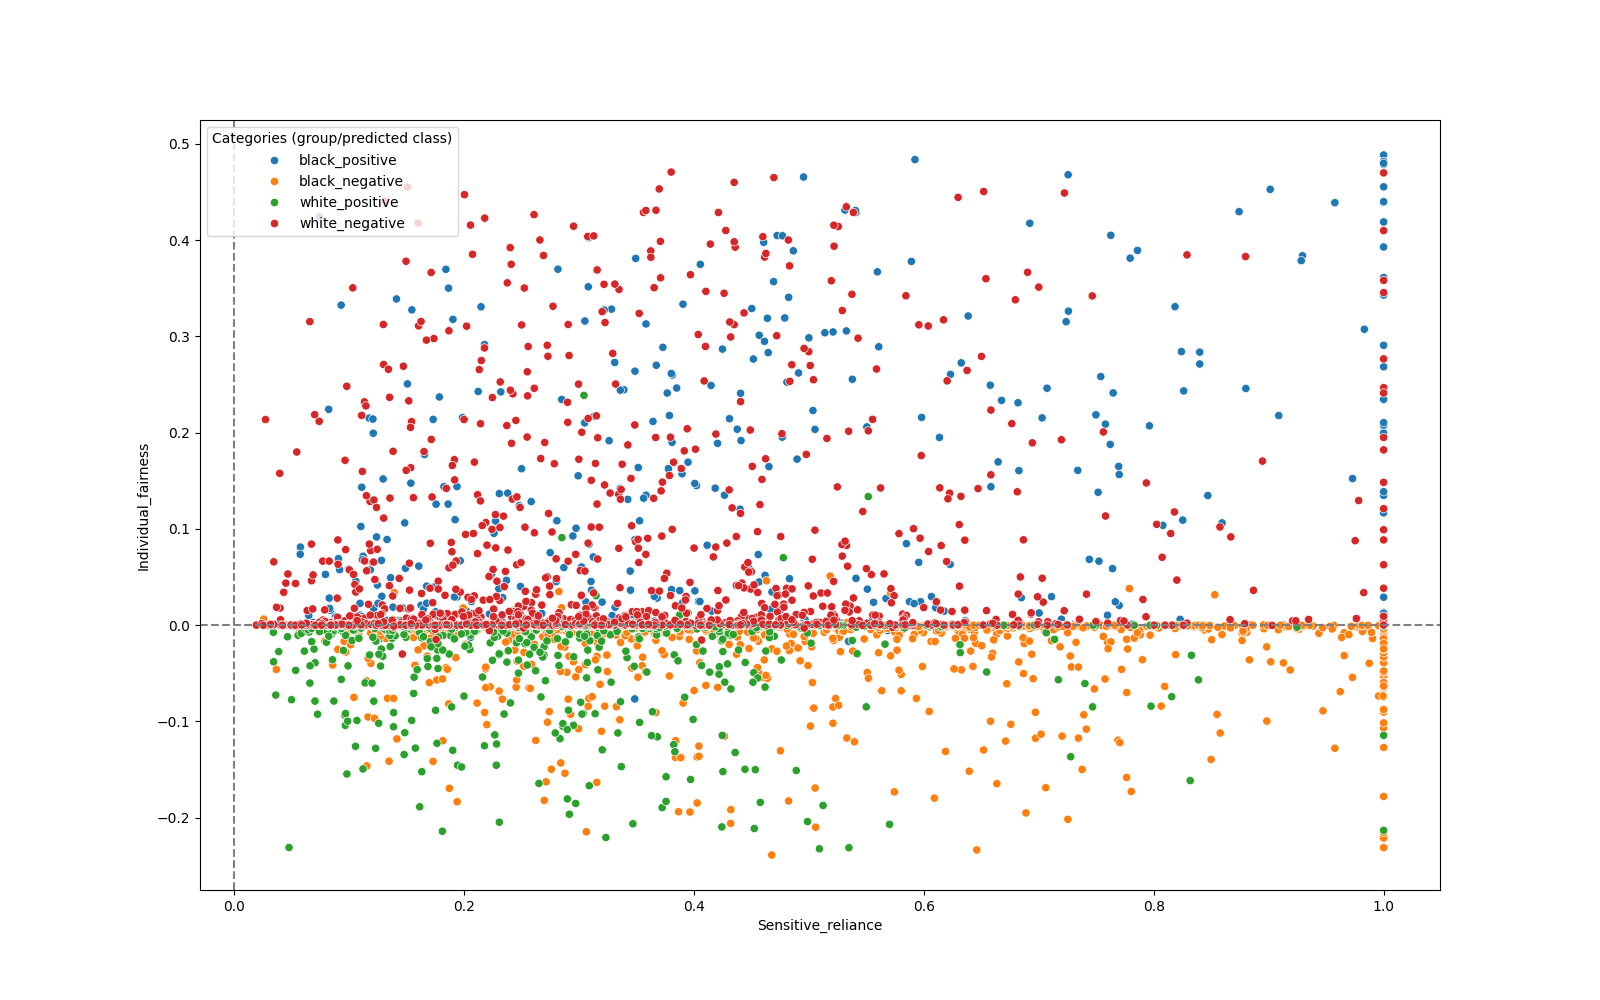 Categories (group/predicted class)
black_positive
black_negative
white_positive
white_negative
0.5
0.4
0.3
0.2
0.1
0.0
−0.1
−0.2
Individual_fairness
0.0 0.2 0.4 0.6 0.8 1.0
Sensitive_reliance